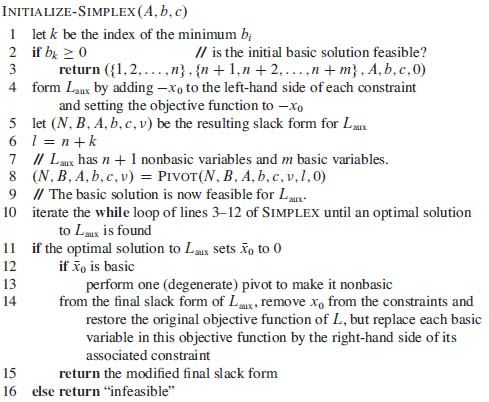 INITIALIZE-SIMPLEX(A, b, c)
1 let k be the index of the minimum bᵢ
2 if bₖ ≥ 0 // is the initial basic solution feasible?
3 return ({1, 2, . . . , n} , {n + 1, n + 2, . . . , n + m} , A, b, c, 0)
4 form Lₐᵤₓ by adding −x₀ to the left-hand side of each constraint
and setting the objective function to −x₀
5 let (N, B, A, b, c, ν) be the resulting slack form for Lₐᵤₓ
6 l = n + k
7 // Lₐᵤₓ has n + 1 nonbasic variables and m basic variables.
8 (N, B, A, b, c, ν) = PIVOT(N, B, A, b, c, ν, l, 0)
9 // The basic solution is now feasible for Lₐᵤₓ.
10 iterate the while loop of lines 3–12 of SIMPLEX until an optimal solution
to Lₐᵤₓ is found
11 if the optimal solution to Lₐᵤₓ sets x̄₀ to 0
12 if x̄₀ is basic
13 perform one (degenerate) pivot to make it nonbasic
14 from the final slack form of Lₐᵤₓ, remove x₀ from the constraints and
restore the original objective function of L, but replace each basic
variable in this objective function by the right-hand side of its
associated constraint
15 return the modified final slack form
16 else return “infeasible”